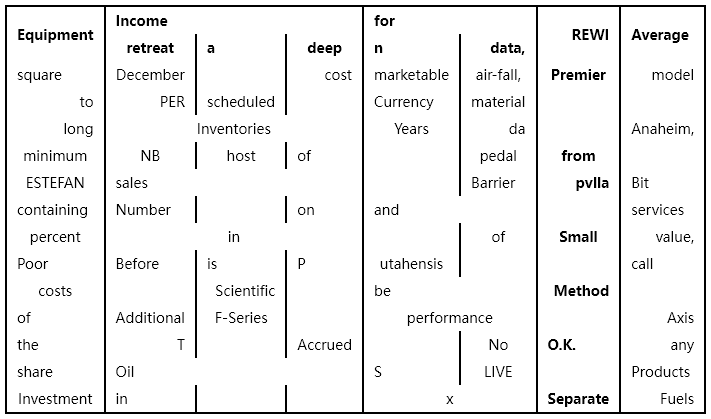 Equipment Income for REWI Average
retreat a deep n data,
square December cost marketable air-fall, Premier model
to PER scheduled Currency material
long Inventories Years da Anaheim,
minimum NB host of pedal from
ESTEFAN sales Barrier pvlla Bit
containing Number on and services
percent in of Small value,
Poor Before is P utahensis call
costs Scientific be Method
of Additional F-Series performance Axis
the T Accrued No O.K. any
share Oil S LIVE Products
Investment in x Separate Fuels